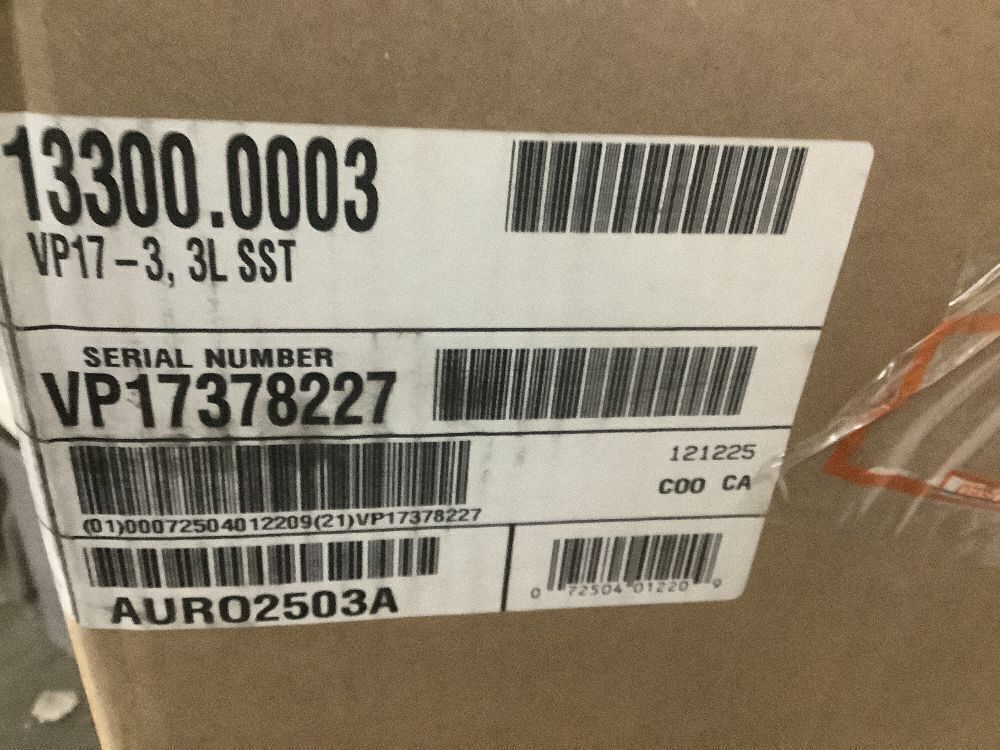 13300.0003
VP17-3, 3L SST
SERIAL NUMBER
VP17378227
121225
COO CA
(01)00072504012209(21)VP17378227
AURO2503A
0 72504 01220 9